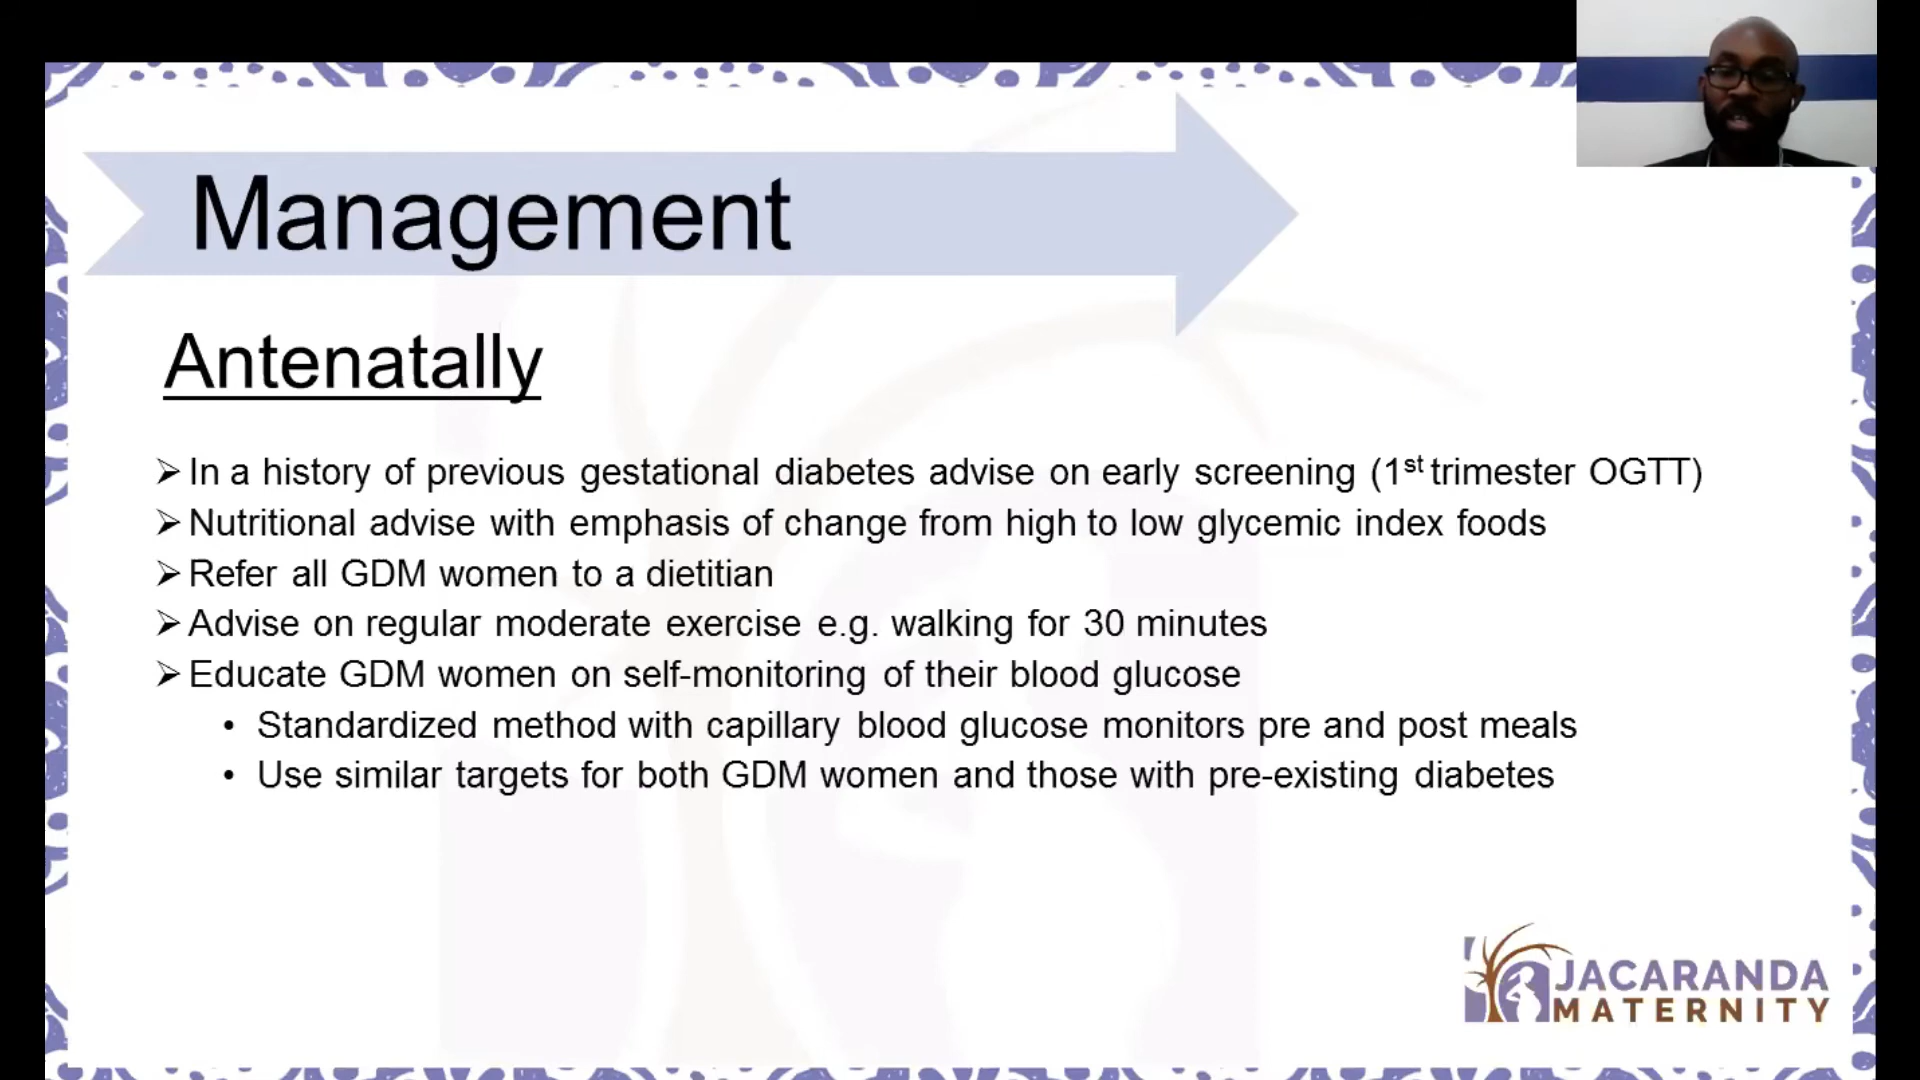 Management
Antenatally
➢ In a history of previous gestational diabetes advise on early screening (1st trimester OGTT)
➢ Nutritional advise with emphasis of change from high to low glycemic index foods
➢ Refer all GDM women to a dietitian
➢ Advise on regular moderate exercise e.g. walking for 30 minutes
➢ Educate GDM women on self-monitoring of their blood glucose
• Standardized method with capillary blood glucose monitors pre and post meals
• Use similar targets for both GDM women and those with pre-existing diabetes
JACARANDA
MATERNITY